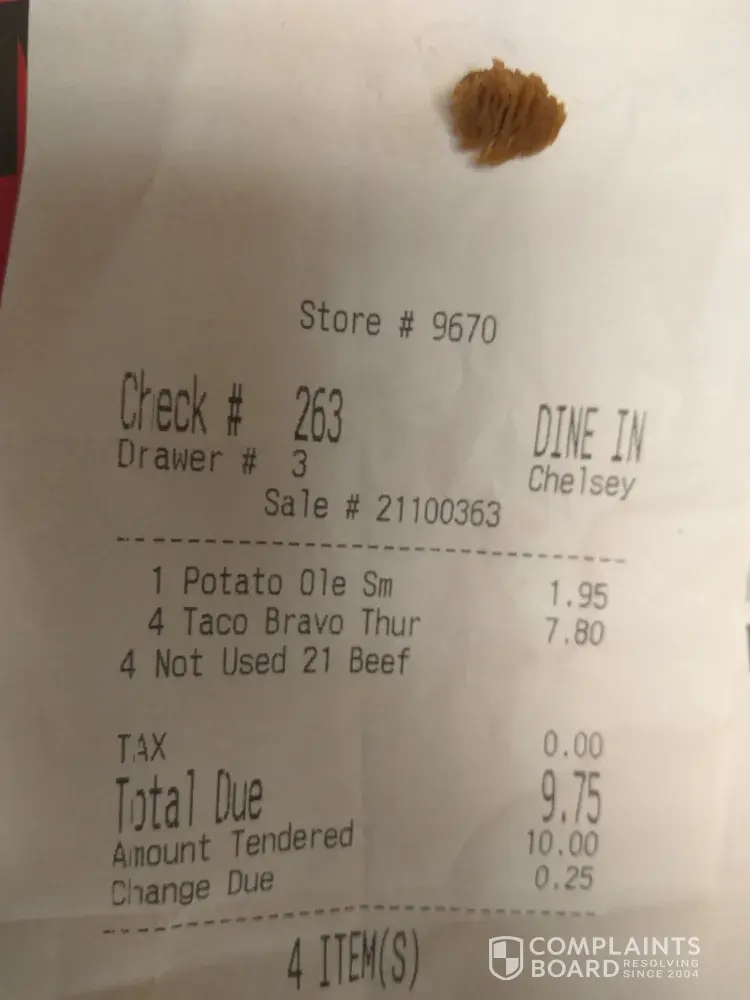 Store # 9670
Check # 263 DINE IN
Drawer # 3 Chelsey
Sale # 21100363
1 Potato Ole Sm 1.95
4 Taco Bravo Thur 7.80
4 Not Used 21 Beef
TAX 0.00
Total Due 9.75
Amount Tendered 10.00
Change Due 0.25
4 ITEM(S)
COMPLAINTS
BOARD RESOLVING
SINCE 2004